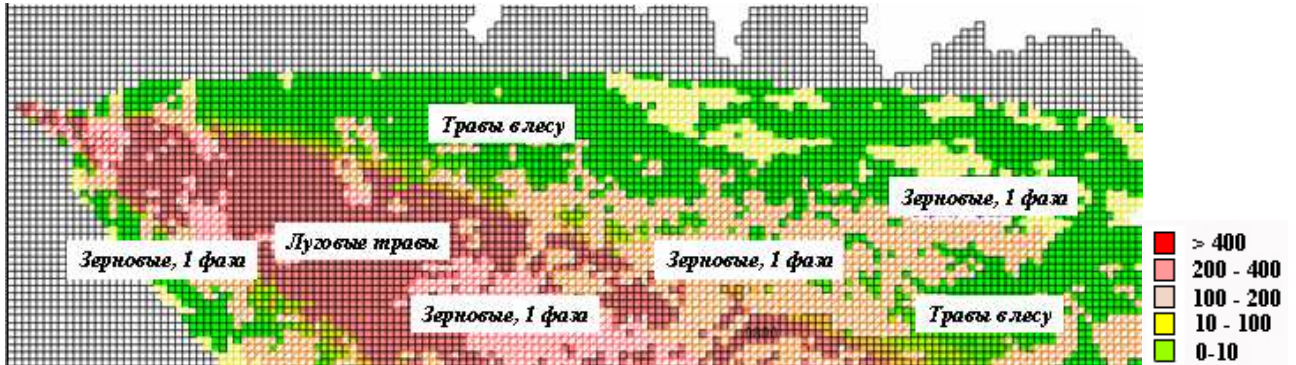 Травы в лесу
Зерновые, 1 фаза
Луговые травы
Зерновые, 1 фаза
Зерновые, 1 фаза
Зерновые, 1 фаза
Травы в лесу
> 400
200 - 400
100 - 200
10 - 100
0-10